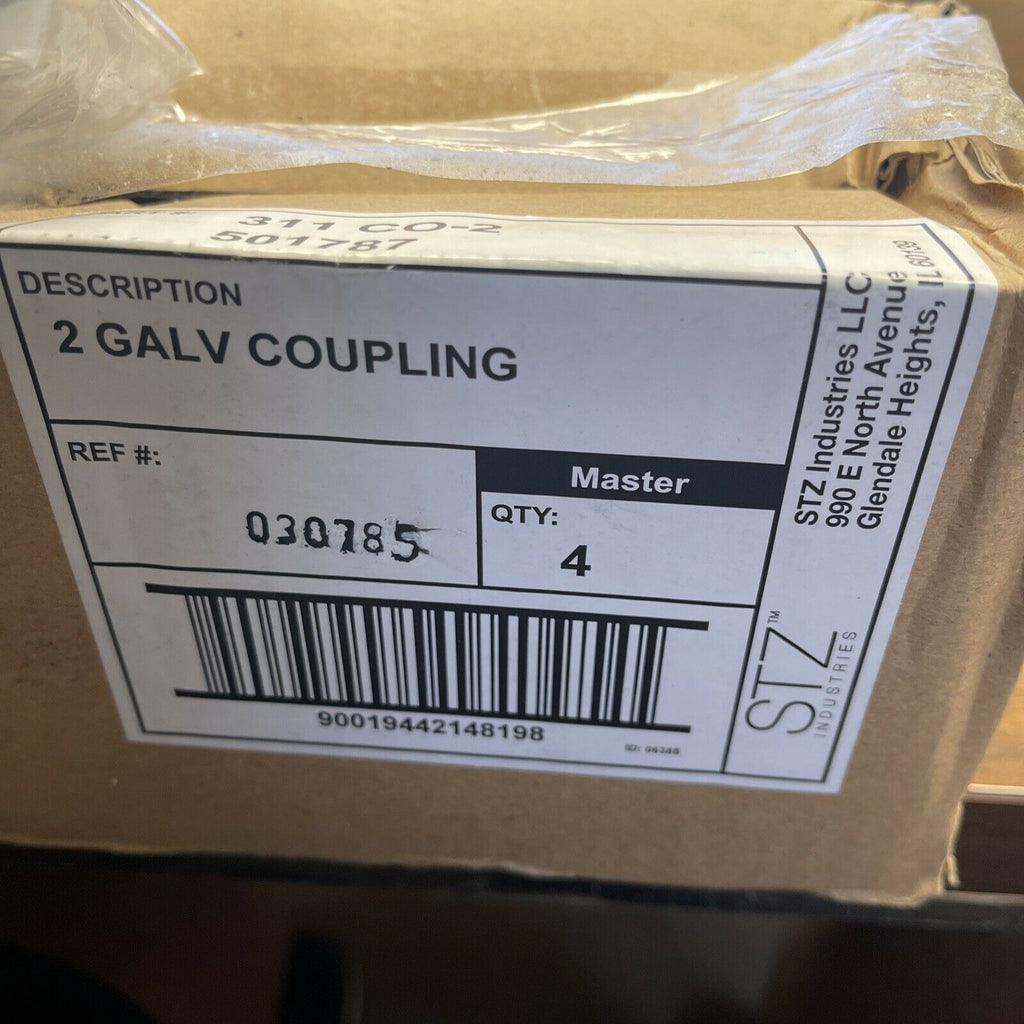 311 CO-2
501787
DESCRIPTION
2 GALV COUPLING
REF #:
030785
Master
QTY:
4
90019442148198
STZ Industries LLC
990 E North Avenue
Glendale Heights, IL 60139
STZ™
INDUSTRIES